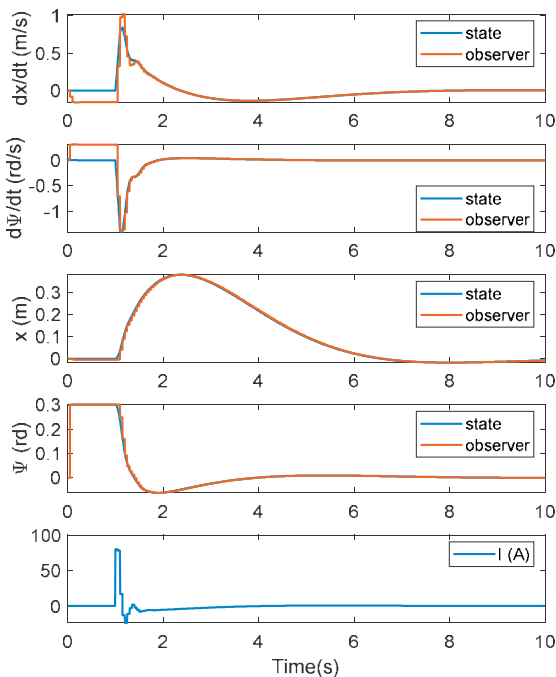 dx/dt (m/s)
1
0.5
0
state
observer
0 2 4 6 8 10
dΨ/dt (rd/s)
0
-0.5
-1
state
observer
0 2 4 6 8 10
x (m)
0.3
0.2
0.1
0
state
observer
0 2 4 6 8 10
Ψ (rd)
0.3
0.2
0.1
0
state
observer
0 2 4 6 8 10
100
50
0
I (A)
0 2 4 6 8 10
Time(s)